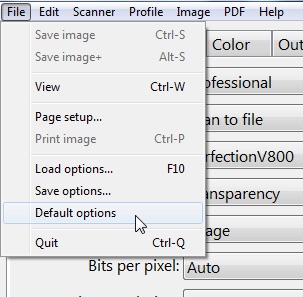 File Edit Scanner Profile Image PDF Help
Save image Ctrl-S
Save image+ Alt-S
View Ctrl-W
Page setup...
Print image Ctrl-P
Load options... F10
Save options...
Default options
Quit Ctrl-Q
Color Out
ofessional
an to file
erfectionV800
ansparency
age
Bits per pixel: Auto